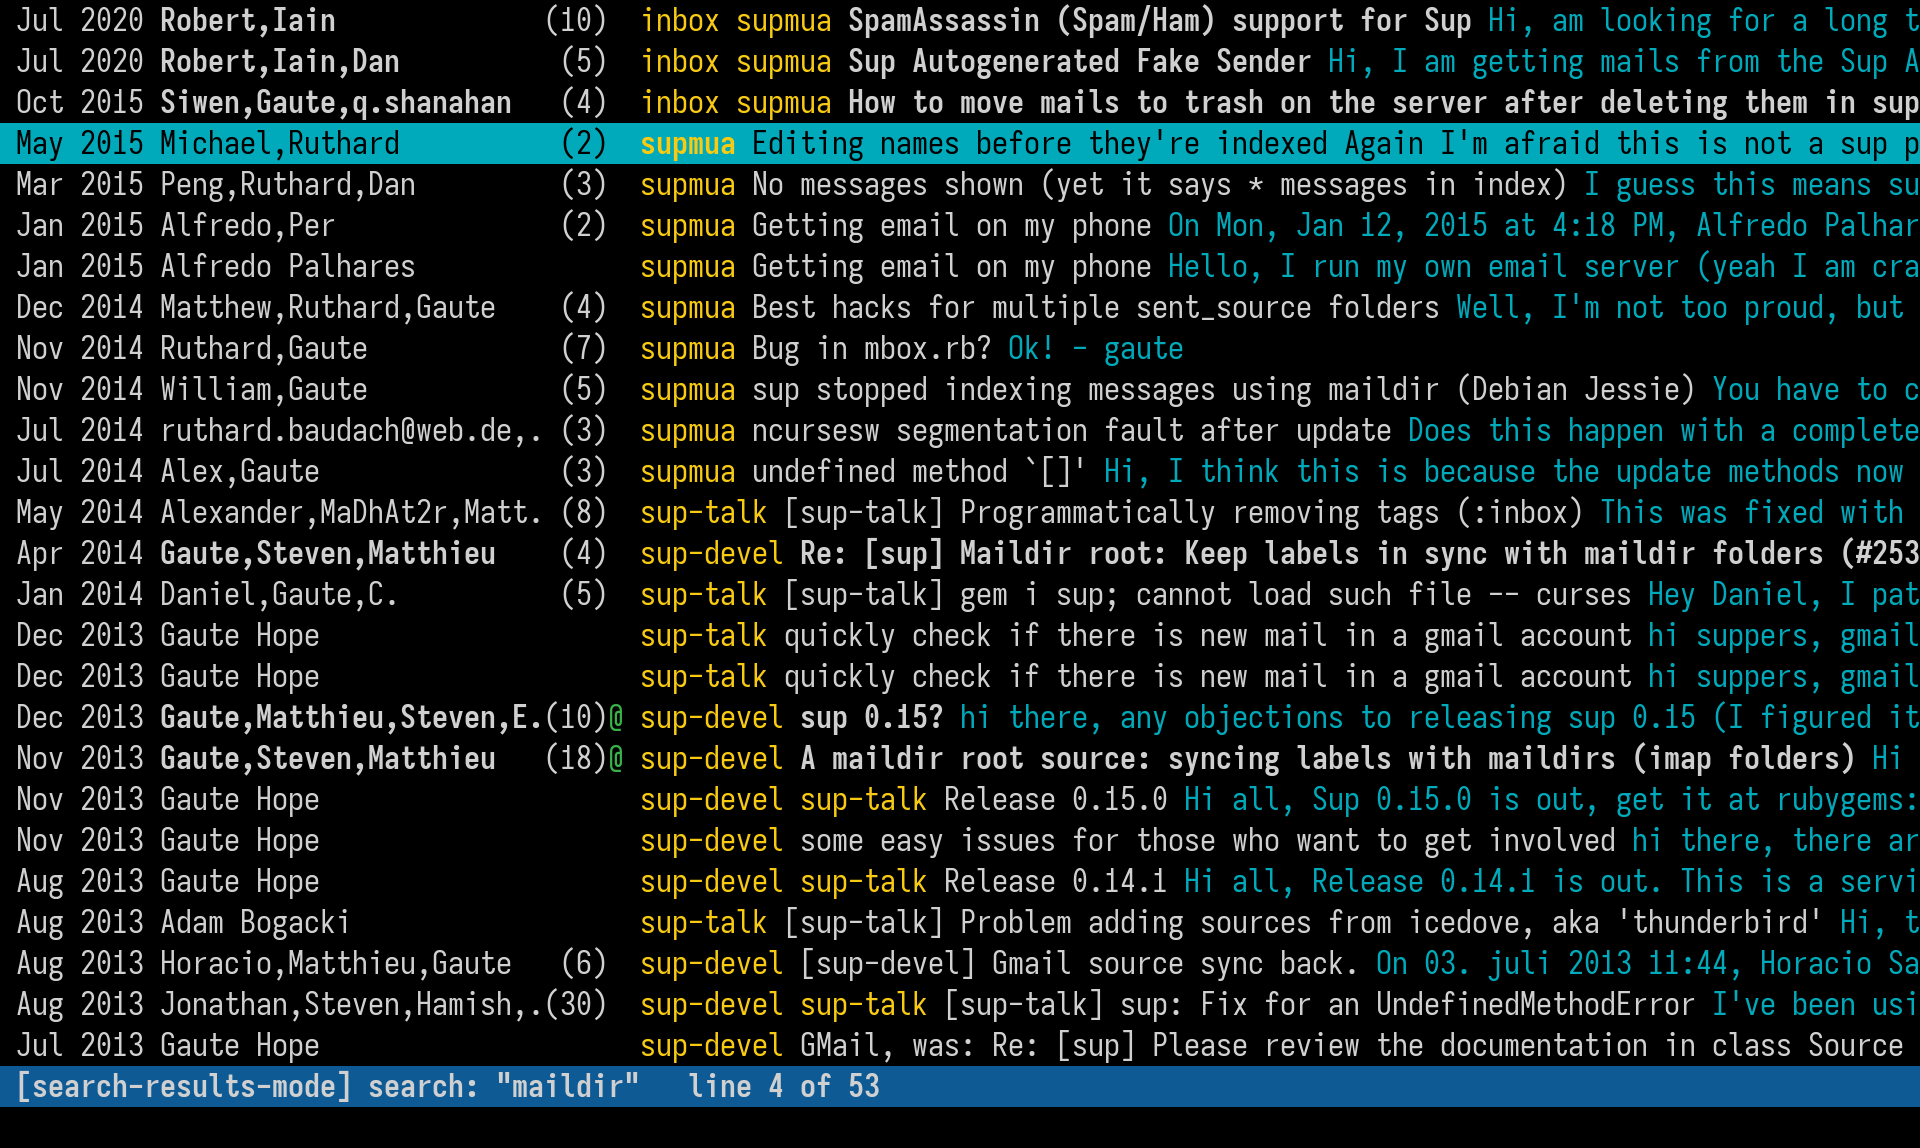 Jul 2020 Robert,Iain (10) inbox supmua SpamAssassin (Spam/Ham) support for Sup Hi, am looking for a long t
Jul 2020 Robert,Iain,Dan (5) inbox supmua Sup Autogenerated Fake Sender Hi, I am getting mails from the Sup A
Oct 2015 Siwen,Gaute,q.shanahan (4) inbox supmua How to move mails to trash on the server after deleting them in sup
May 2015 Michael,Ruthard (2) supmua Editing names before they're indexed Again I'm afraid this is not a sup p
Mar 2015 Peng,Ruthard,Dan (3) supmua No messages shown (yet it says * messages in index) I guess this means su
Jan 2015 Alfredo,Per (2) supmua Getting email on my phone On Mon, Jan 12, 2015 at 4:18 PM, Alfredo Palhar
Jan 2015 Alfredo Palhares supmua Getting email on my phone Hello, I run my own email server (yeah I am cra
Dec 2014 Matthew,Ruthard,Gaute (4) supmua Best hacks for multiple sent_source folders Well, I'm not too proud, but
Nov 2014 Ruthard,Gaute (7) supmua Bug in mbox.rb? Ok! - gaute
Nov 2014 William,Gaute (5) supmua sup stopped indexing messages using maildir (Debian Jessie) You have to c
Jul 2014 ruthard.baudach@web.de,. (3) supmua ncursesw segmentation fault after update Does this happen with a complete
Jul 2014 Alex,Gaute (3) supmua undefined method `[]' Hi, I think this is because the update methods now
May 2014 Alexander,MaDhAt2r,Matt. (8) sup-talk [sup-talk] Programmatically removing tags (:inbox) This was fixed with
Apr 2014 Gaute,Steven,Matthieu (4) sup-devel Re: [sup] Maildir root: Keep labels in sync with maildir folders (#253
Jan 2014 Daniel,Gaute,C. (5) sup-talk [sup-talk] gem i sup; cannot load such file -- curses Hey Daniel, I pat
Dec 2013 Gaute Hope sup-talk quickly check if there is new mail in a gmail account hi suppers, gmail
Dec 2013 Gaute Hope sup-talk quickly check if there is new mail in a gmail account hi suppers, gmail
Dec 2013 Gaute,Matthieu,Steven,E.(10)@ sup-devel sup 0.15? hi there, any objections to releasing sup 0.15 (I figured it
Nov 2013 Gaute,Steven,Matthieu (18)@ sup-devel A maildir root source: syncing labels with maildirs (imap folders) Hi
Nov 2013 Gaute Hope sup-devel sup-talk Release 0.15.0 Hi all, Sup 0.15.0 is out, get it at rubygems:
Nov 2013 Gaute Hope sup-devel some easy issues for those who want to get involved hi there, there ar
Aug 2013 Gaute Hope sup-devel sup-talk Release 0.14.1 Hi all, Release 0.14.1 is out. This is a servi
Aug 2013 Adam Bogacki sup-talk [sup-talk] Problem adding sources from icedove, aka 'thunderbird' Hi, t
Aug 2013 Horacio,Matthieu,Gaute (6) sup-devel [sup-devel] Gmail source sync back. On 03. juli 2013 11:44, Horacio Sa
Aug 2013 Jonathan,Steven,Hamish,.(30) sup-devel sup-talk [sup-talk] sup: Fix for an UndefinedMethodError I've been usi
Jul 2013 Gaute Hope sup-devel GMail, was: Re: [sup] Please review the documentation in class Source
[search-results-mode] search: "maildir" line 4 of 53